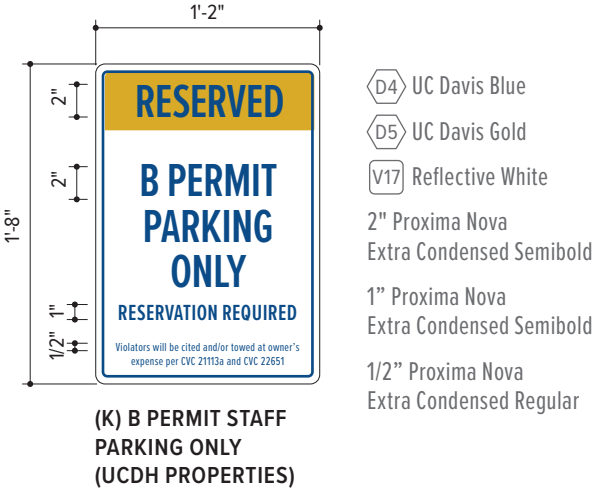 1'-2"
1'-8"
2"
RESERVED
2"
B PERMIT
PARKING
ONLY
1"
RESERVATION REQUIRED
1/2"
Violators will be cited and/or towed at owner's
expense per CVC 21113a and CVC 22651
(K) B PERMIT STAFF
PARKING ONLY
(UCDH PROPERTIES)
D4 UC Davis Blue
D5 UC Davis Gold
V17 Reflective White
2" Proxima Nova
Extra Condensed Semibold
1” Proxima Nova
Extra Condensed Semibold
1/2” Proxima Nova
Extra Condensed Regular